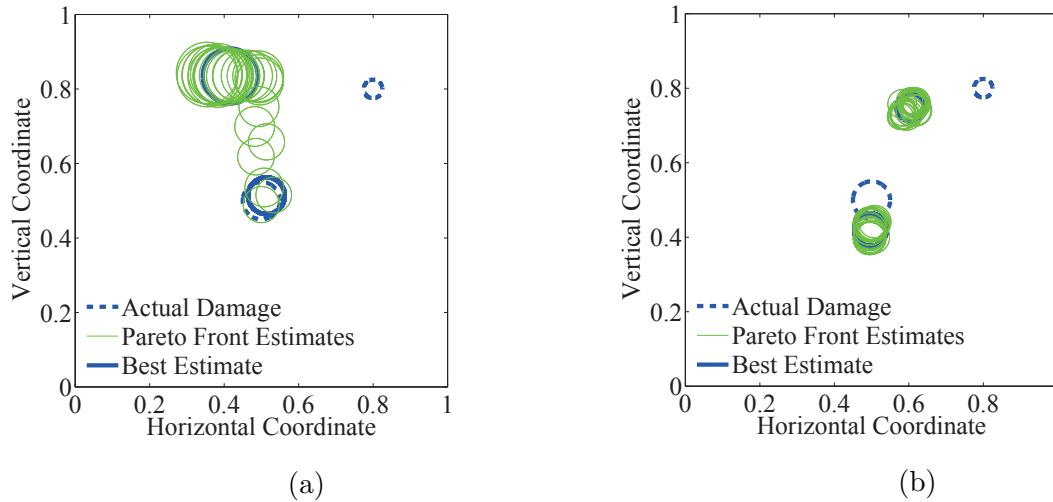 1
0.8
0.6
0.4
0.2
0
Vertical Coordinate
Actual Damage
Pareto Front Estimates
Best Estimate
0 0.2 0.4 0.6 0.8 1
Horizontal Coordinate
(a)
1
0.8
0.6
0.4
0.2
0
Vertical Coordinate
Actual Damage
Pareto Front Estimates
Best Estimate
0 0.2 0.4 0.6 0.8
Horizontal Coordinate
(b)